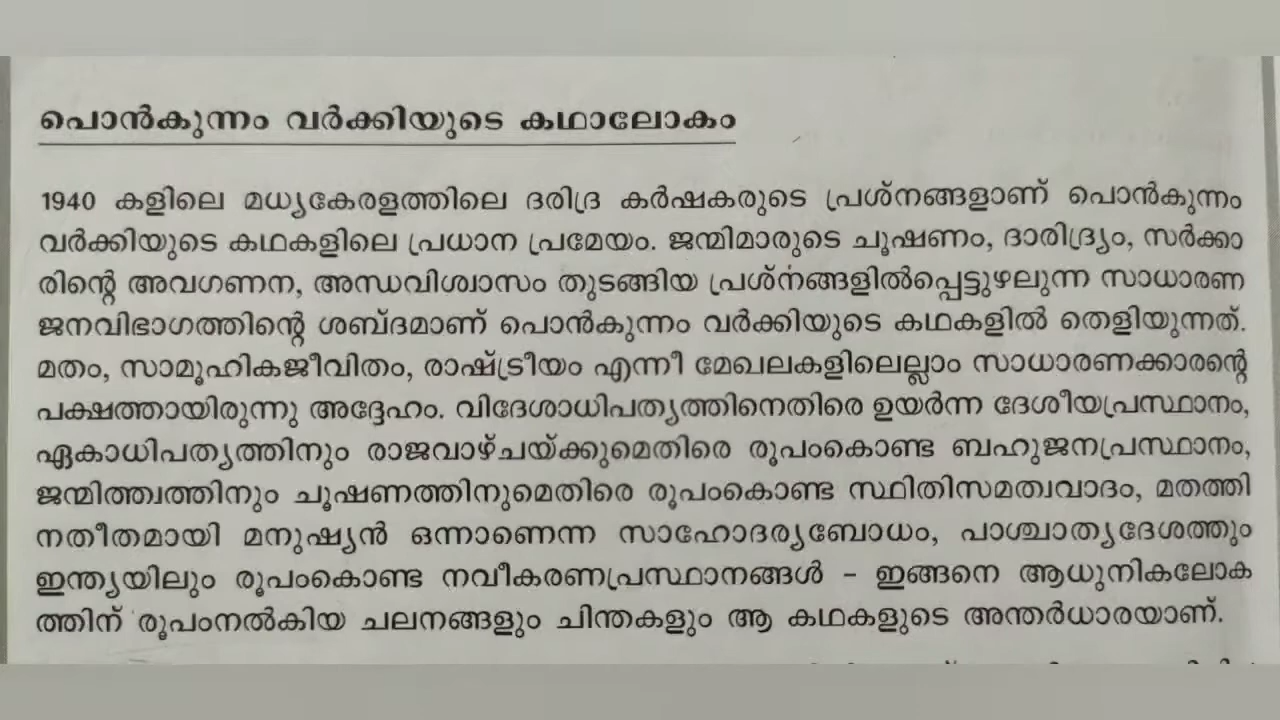 പൊൻകുന്നം വർക്കിയുടെ കഥാലോകം
1940 കളിലെ മധ്യകേരളത്തിലെ ദരിദ്ര കർഷകരുടെ പ്രശ്നങ്ങളാണ് പൊൻകുന്നം
വർക്കിയുടെ കഥകളിലെ പ്രധാന പ്രമേയം. ജന്മിമാരുടെ ചൂഷണം, ദാരിദ്ര്യം, സർക്കാ
രിന്റെ അവഗണന, അന്ധവിശ്വാസം തുടങ്ങിയ പ്രശ്നങ്ങളിൽപ്പെട്ടുഴലുന്ന സാധാരണ
ജനവിഭാഗത്തിന്റെ ശബ്ദമാണ് പൊൻകുന്നം വർക്കിയുടെ കഥകളിൽ തെളിയുന്നത്.
മതം, സാമൂഹികജീവിതം, രാഷ്ട്രീയം എന്നീ മേഖലകളിലെല്ലാം സാധാരണക്കാരന്റെ
പക്ഷത്തായിരുന്നു അദ്ദേഹം. വിദേശാധിപത്യത്തിനെതിരെ ഉയർന്ന ദേശീയപ്രസ്ഥാനം,
ഏകാധിപത്യത്തിനും രാജവാഴ്ചയ്ക്കുമെതിരെ രൂപംകൊണ്ട ബഹുജനപ്രസ്ഥാനം,
ജന്മിത്ത്വത്തിനും ചൂഷണത്തിനുമെതിരെ രൂപംകൊണ്ട സ്ഥിതിസമത്വവാദം, മതത്തി
നതീതമായി മനുഷ്യൻ ഒന്നാണെന്ന സാഹോദര്യബോധം, പാശ്ചാത്യദേശത്തും
ഇന്ത്യയിലും രൂപംകൊണ്ട നവീകരണപ്രസ്ഥാനങ്ങൾ – ഇങ്ങനെ ആധുനികലോക
ത്തിന് രൂപംനൽകിയ ചലനങ്ങളും ചിന്തകളും ആ കഥകളുടെ അന്തർധാരയാണ്.